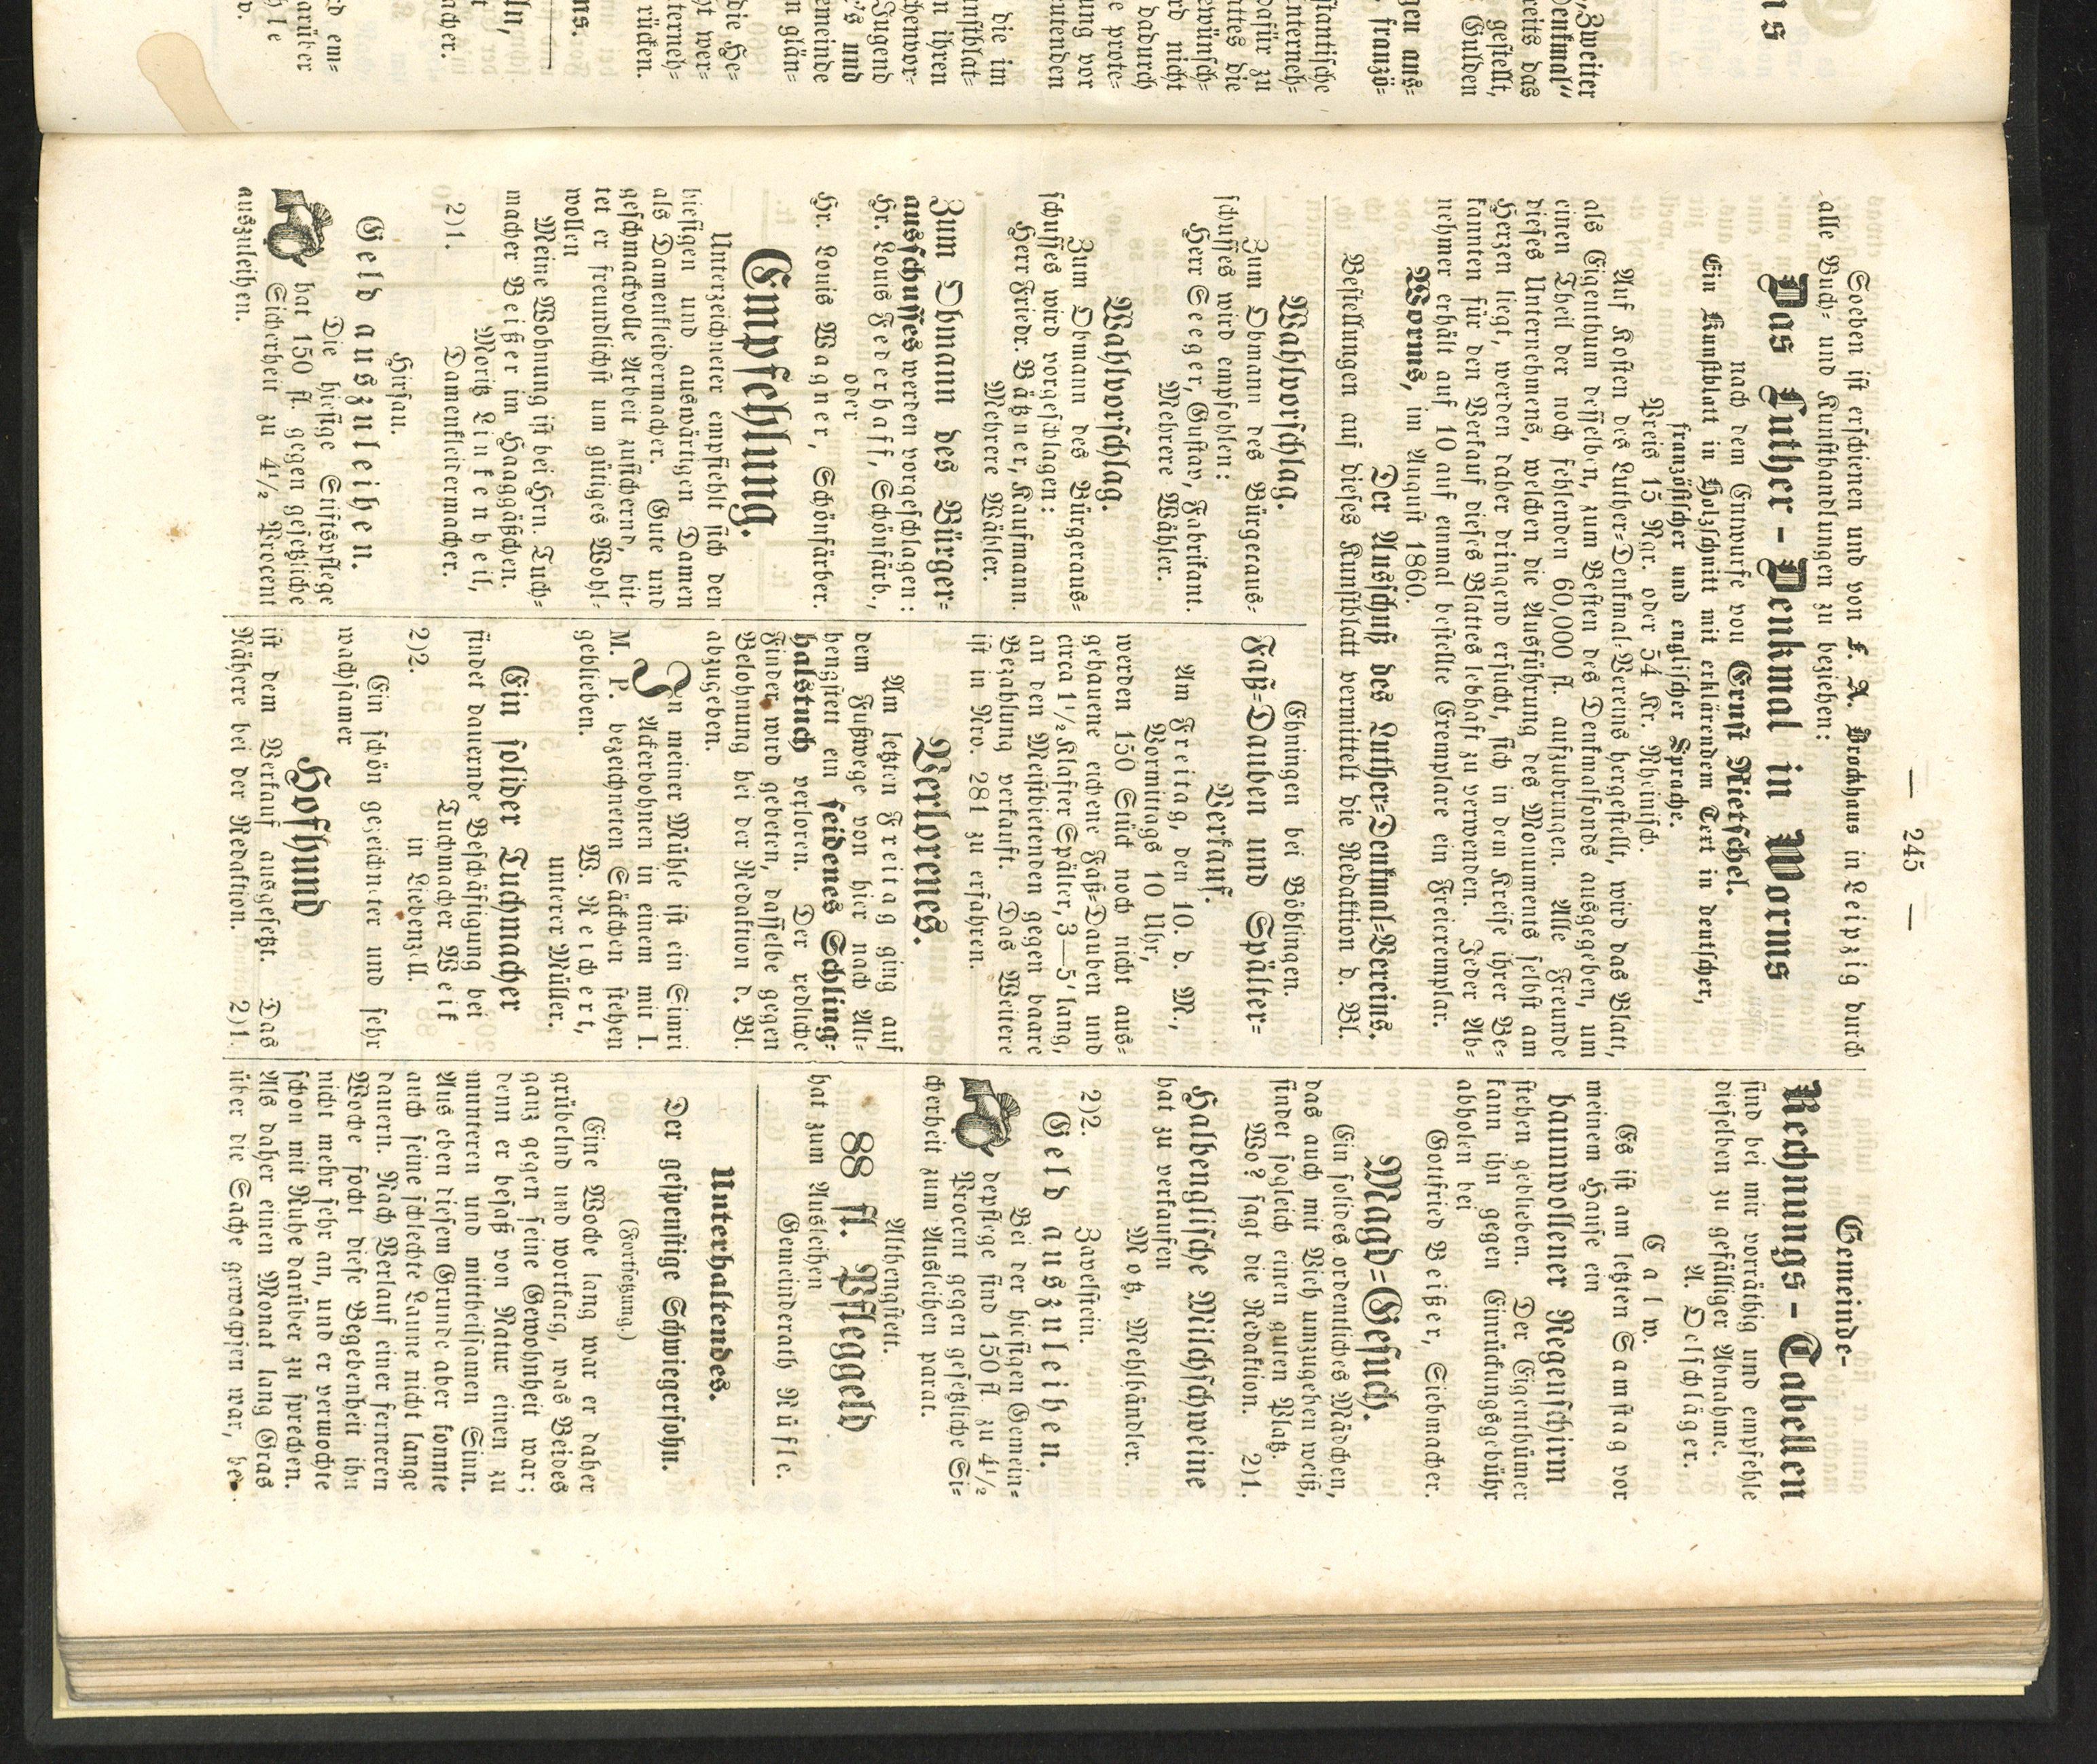 — 245 —
Soeben ist erschienen und von F. A. Brockhaus in Leipzig durch
alle Buch- und Kunsthandlungen zu beziehen:
Das Luther-Denkmal in Worms
nach dem Entwurfe von Ernst Rietschel.
Ein Kunstblatt in Holzschnitt mit erklärendem Text in deutscher,
französischer und englischer Sprache.
Preis 15 Ngr. oder 54 Kr. Rheinisch.
Auf Kosten des Luther-Denkmal-Vereins hergestellt, wird das Blatt,
als Eigenthum desselben, zum Besten des Denkmalfonds ausgegeben, um
einen Theil der noch fehlenden 60,000 fl. aufzubringen. Alle Freunde
dieses Unternehmens, welchen die Ausführung des Monuments selbst am
Herzen liegt, werden daher dringend ersucht, sich in dem Kreise ihrer Be-
kannten für den Verkauf dieses Blattes lebhaft zu verwenden. Jeder Ab-
nehmer erhält auf 10 auf einmal bestellte Exemplare ein Freiexemplar.
Worms, im August 1860.
Der Ausschuß des Luther-Denkmal-Vereins.
Bestellungen auf dieses Kunstblatt vermittelt die Redaktion d. Bl.
Wahlvorschlag.
Zum Obmann des Bürgeraus-
schusses wird empfohlen:
Herr Seeger, Gustav, Fabrikant.
Mehrere Wähler.
Wahlvorschlag.
Zum Obmann des Bürgeraus-
schusses wird vorgeschlagen:
Herr Friedr. Bätzner, Kaufmann.
Mehrere Wähler.
Zum Obmann des Bürger-
ausschusses werden vorgeschlagen:
Hr. Louis Federhaff, Schönfärb.,
oder
Hr. Louis Wagner, Schönfärber.
Empfehlung.
Unterzeichneter empfiehlt sich den
hiesigen und auswärtigen Damen
als Damenkleidermacher. Gute und
geschmackvolle Arbeit zusichernd, bit-
tet er freundlichst um gütiges Wohl-
wollen
Meine Wohnung ist bei Hrn. Tuch-
macher Beißer im Haaggäßchen.
Moritz Linkenheil,
2)1. Damenkleidermacher.
Hirsau.
Geld auszuleihen.
Die hiesige Stiftspflege
hat 150 fl. gegen gesetzliche
Sicherheit zu 4½ Procent
auszuleihen.
Ehningen bei Böblingen.
Faß-Dauben und Spälter-
Verkauf.
Am Freitag, den 10. d. M.,
Vormittags 10 Uhr,
werden 150 Stück noch nicht aus-
gehauene eichene Faß-Dauben und
circa 1½ Klafter Spälter, 3—5' lang,
an den Meistbietenden gegen baare
Bezahlung verkauft. Das Weitere
ist in Nro. 281 zu erfahren.
Verlorenes.
Am letzten Freitag ging auf
dem Fußwege von hier nach Alt-
hengstett ein seidenes Schling-
halstuch verloren. Der redliche
Finder wird gebeten, dasselbe gegen
Belohnung bei der Redaktion d. Bl.
abzugeben.
In meiner Mühle ist ein Simri
Ackerbohnen in einem mit I.
M. P. bezeichneten Säckchen stehen
geblieben. W. Reichert,
unterer Müller.
Ein solider Tuchmacher
findet dauernde Beschäftigung bei
Tuchmacher Weik
2)2. in Liebenzell.
Ein schön gezeichneter und sehr
wachsamer
Hofhund
ist dem Verkauf ausgesetzt. Das
Nähere bei der Redaktion. 2)1.
Gemeinde-
Rechnungs-Tabellen
sind bei mir vorräthig und empfehle
dieselben zu gefälliger Abnahme.
A. Oelschläger.
Calw.
Es ist am letzten Samstag vor
meinem Hause ein
baumwollener Regenschirm
stehen geblieben. Der Eigenthümer
kann ihn gegen Einrückungsgebühr
abholen bei
Gottfried Beißer, Siebmacher.
Magd-Gesuch.
Ein solides ordentliches Mädchen,
das auch mit Vieh umzugehen weiß,
findet sogleich einen guten Platz.
Wo? sagt die Redaktion. 2)1.
Halbenglische Milchschweine
hat zu verkaufen
Motz, Mehlhändler.
2)2. Zavelstein.
Geld auszuleihen.
Bei der hiesigen Gemein-
depflege sind 150 fl. zu 4½
Procent gegen gesetzliche Si-
cherheit zum Ausleihen parat.
Althengstett.
88 fl. Pfleggeld
hat zum Ausleihen
Gemeinderath Rüfle.
Unterhaltendes.
Der gespenstige Schwiegersohn.
(Fortsetzung.)
Eine Woche lang war er daher
grübelnd und wortkarg, was Beides
ganz gegen seine Gewohnheit war;
denn er besaß von Natur einen zu
munteren und mittheilsamen Sinn.
Aus eben diesem Grunde aber konnte
auch seine schlechte Laune nicht lange
dauern. Nach Verlauf einer ferneren
Woche focht diese Begebenheit ihn
nicht mehr sehr an, und er vermochte
schon mit Ruhe darüber zu sprechen.
Als daher einen Monat lang Gras
über die Sache gewachsen war, be-